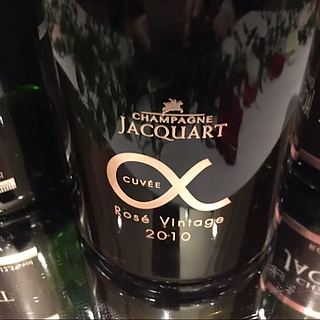 CHAMPAGNE
JACQUART
CUVÉE
α
Rosé Vintage
2010